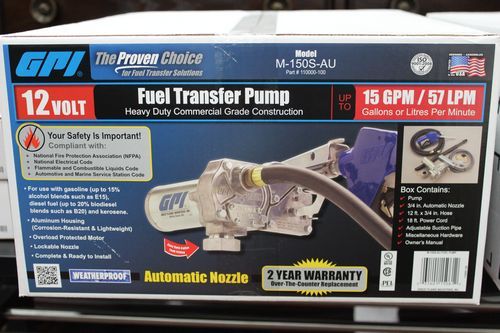 GPI
The Proven Choice
for Fuel Transfer Solutions
Model
M-150S-AU
Part # 110000-100
ISO
12 VOLT
Fuel Transfer Pump
Heavy Duty Commercial Grade Construction
UP TO
15 GPM / 57 LPM
Gallons or Litres Per Minute
Your Safety Is Important!
Compliant with:
• National Fire Protection Association (NFPA)
• National Electrical Code
• Flammable and Combustible Liquids Code
• Automotive and Marine Service Station Code
• For use with gasoline (up to 15%
alcohol blends such as E15),
diesel fuel (up to 20% biodiesel
blends such as B20) and kerosene.
• Aluminum Housing
(Corrosion-Resistant & Lightweight)
• Overload Protected Motor
• Lockable Nozzle
• Complete & Ready to Install
GPI
Box Contains:
• Pump
• 3/4 in. Automatic Nozzle
• 12 ft. x 3/4 in. Hose
• 18 ft. Power Cord
• Adjustable Suction Pipe
• Miscellaneous Hardware
• Owner's Manual
WEATHERPROOF
Automatic Nozzle
2 YEAR WARRANTY
Over-The-Counter Replacement